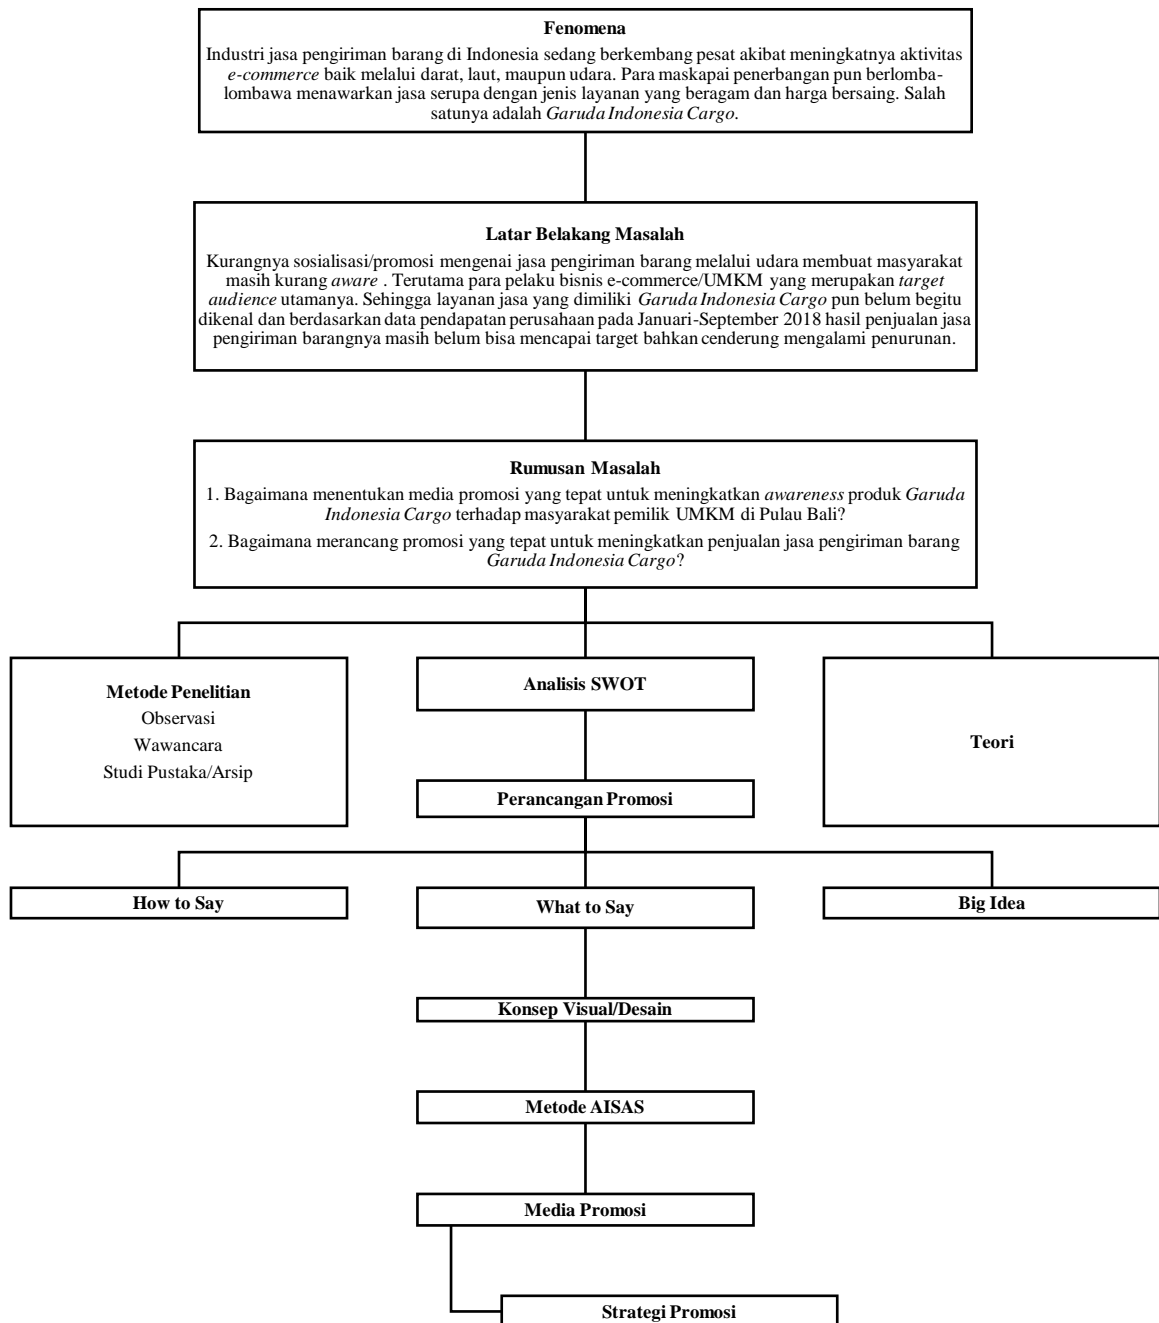 Fenomena
Industri jasa pengiriman barang di Indonesia sedang berkembang pesat akibat meningkatnya aktivitas
e-commerce baik melalui darat, laut, maupun udara. Para maskapai penerbangan pun berlomba-
lombawa menawarkan jasa serupa dengan jenis layanan yang beragam dan harga bersaing. Salah
satunya adalah Garuda Indonesia Cargo.
Latar Belakang Masalah
Kurangnya sosialisasi/promosi mengenai jasa pengiriman barang melalui udara membuat masyarakat
masih kurang aware . Terutama para pelaku bisnis e-commerce/UMKM yang merupakan target
audience utamanya. Sehingga layanan jasa yang dimiliki Garuda Indonesia Cargo pun belum begitu
dikenal dan berdasarkan data pendapatan perusahaan pada Januari-September 2018 hasil penjualan jasa
pengiriman barangnya masih belum bisa mencapai target bahkan cenderung mengalami penurunan.
Rumusan Masalah
1. Bagaimana menentukan media promosi yang tepat untuk meningkatkan awareness produk Garuda
Indonesia Cargo terhadap masyarakat pemilik UMKM di Pulau Bali?
2. Bagaimana merancang promosi yang tepat untuk meningkatkan penjualan jasa pengiriman barang
Garuda Indonesia Cargo?
Metode Penelitian
Observasi
Wawancara
Studi Pustaka/Arsip
Analisis SWOT
Teori
Perancangan Promosi
How to Say
What to Say
Big Idea
Konsep Visual/Desain
Metode AISAS
Media Promosi
Strategi Promosi